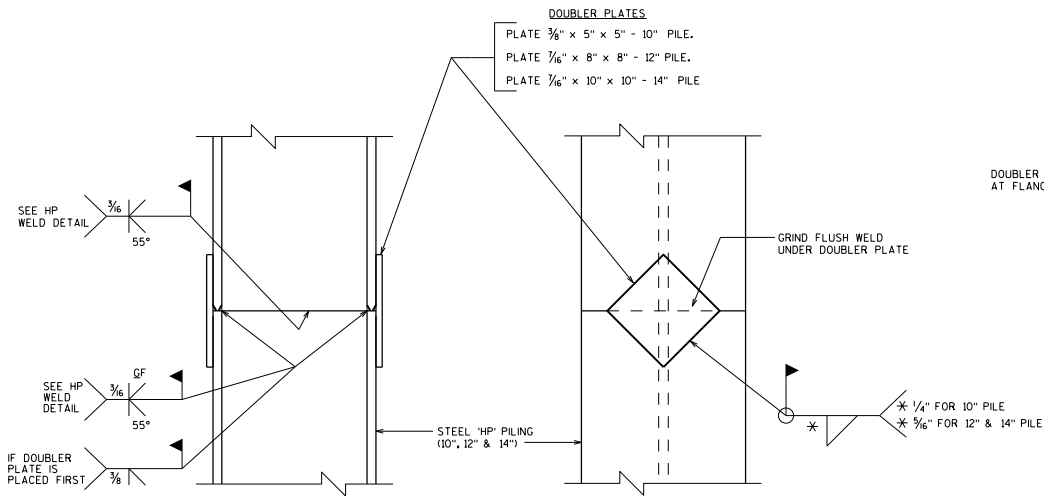 DOUBLER PLATES
PLATE 3/8" x 5" x 5" - 10" PILE.
PLATE 7/16" x 8" x 8" - 12" PILE.
PLATE 7/16" x 10" x 10" - 14" PILE
DOUBLER
AT FLANG
SEE HP
WELD DETAIL
3/16
55°
GRIND FLUSH WELD
UNDER DOUBLER PLATE
SEE HP
WELD
DETAIL
3/16
GF
55°
STEEL 'HP' PILING
(10", 12" & 14")
* 
* 1/4" FOR 10" PILE
* 5/16" FOR 12" & 14" PILE
IF DOUBLER
PLATE IS
PLACED FIRST
3/8